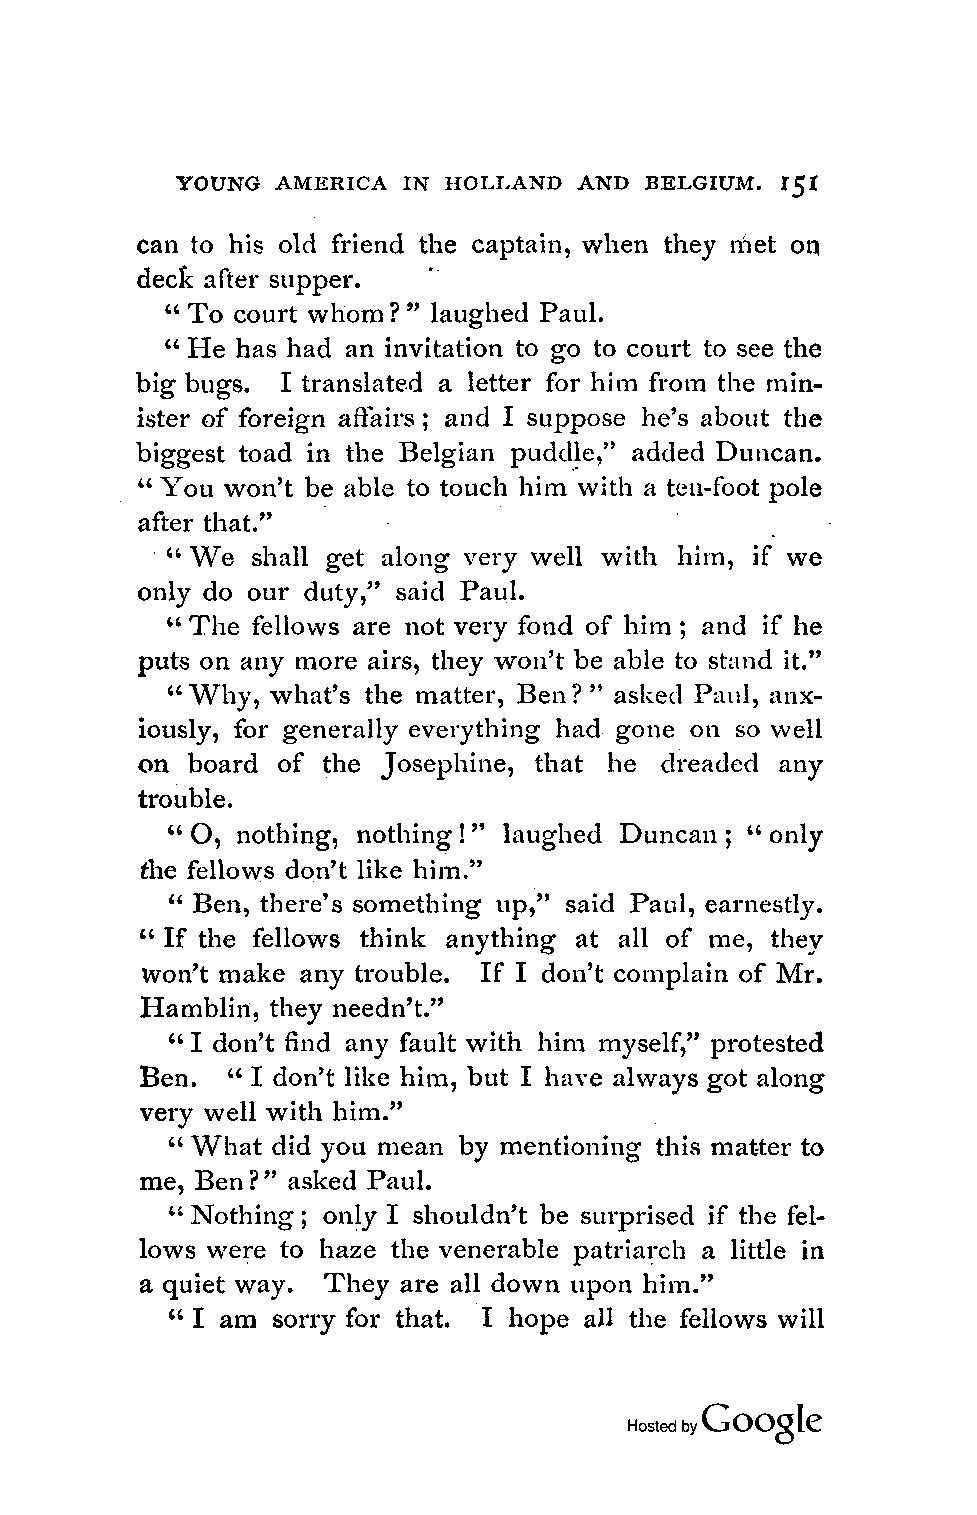 YOUNG AMERICA IN HOLLAND AND BELGIUM. 151
can to his old friend the captain, when they met on
deck after supper.
“To court whom?” laughed Paul.
“He has had an invitation to go to court to see the
big bugs. I translated a letter for him from the min-
ister of foreign affairs; and I suppose he's about the
biggest toad in the Belgian puddle,” added Duncan.
“You won't be able to touch him with a ten-foot pole
after that.”
“We shall get along very well with him, if we
only do our duty,” said Paul.
“The fellows are not very fond of him; and if he
puts on any more airs, they won't be able to stand it.”
“Why, what's the matter, Ben?” asked Paul, anx-
iously, for generally everything had gone on so well
on board of the Josephine, that he dreaded any
trouble.
“O, nothing, nothing!” laughed Duncan; “only
the fellows don't like him.”
“Ben, there's something up,” said Paul, earnestly.
“If the fellows think anything at all of me, they
won't make any trouble. If I don't complain of Mr.
Hamblin, they needn't.”
“I don't find any fault with him myself,” protested
Ben. “I don't like him, but I have always got along
very well with him.”
“What did you mean by mentioning this matter to
me, Ben?” asked Paul.
“Nothing; only I shouldn't be surprised if the fel-
lows were to haze the venerable patriarch a little in
a quiet way. They are all down upon him.”
“I am sorry for that. I hope all the fellows will
Hosted by Google